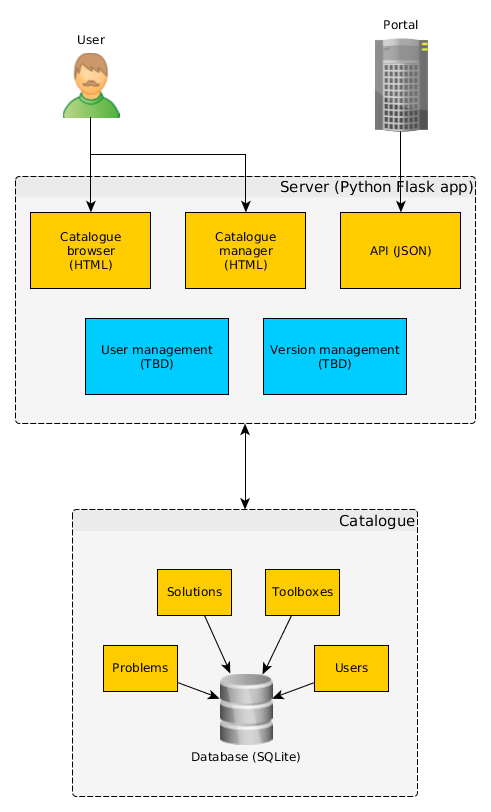 User
Portal
Server (Python Flask app)
Catalogue
browser
(HTML)
Catalogue
manager
(HTML)
API (JSON)
User management
(TBD)
Version management
(TBD)
Catalogue
Solutions
Toolboxes
Problems
Users
Database (SQLite)